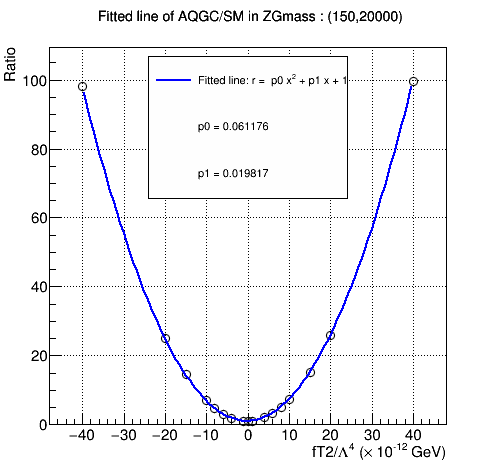 Fitted line of AQGC/SM in ZGmass : (150,20000)
Ratio
Fitted line: r = p0 x² + p1 x + 1
p0 = 0.061176
p1 = 0.019817
100
80
60
40
20
0
−40 −30 −20 −10 0 10 20 30 40
fT2/Λ⁴ (× 10⁻¹² GeV)